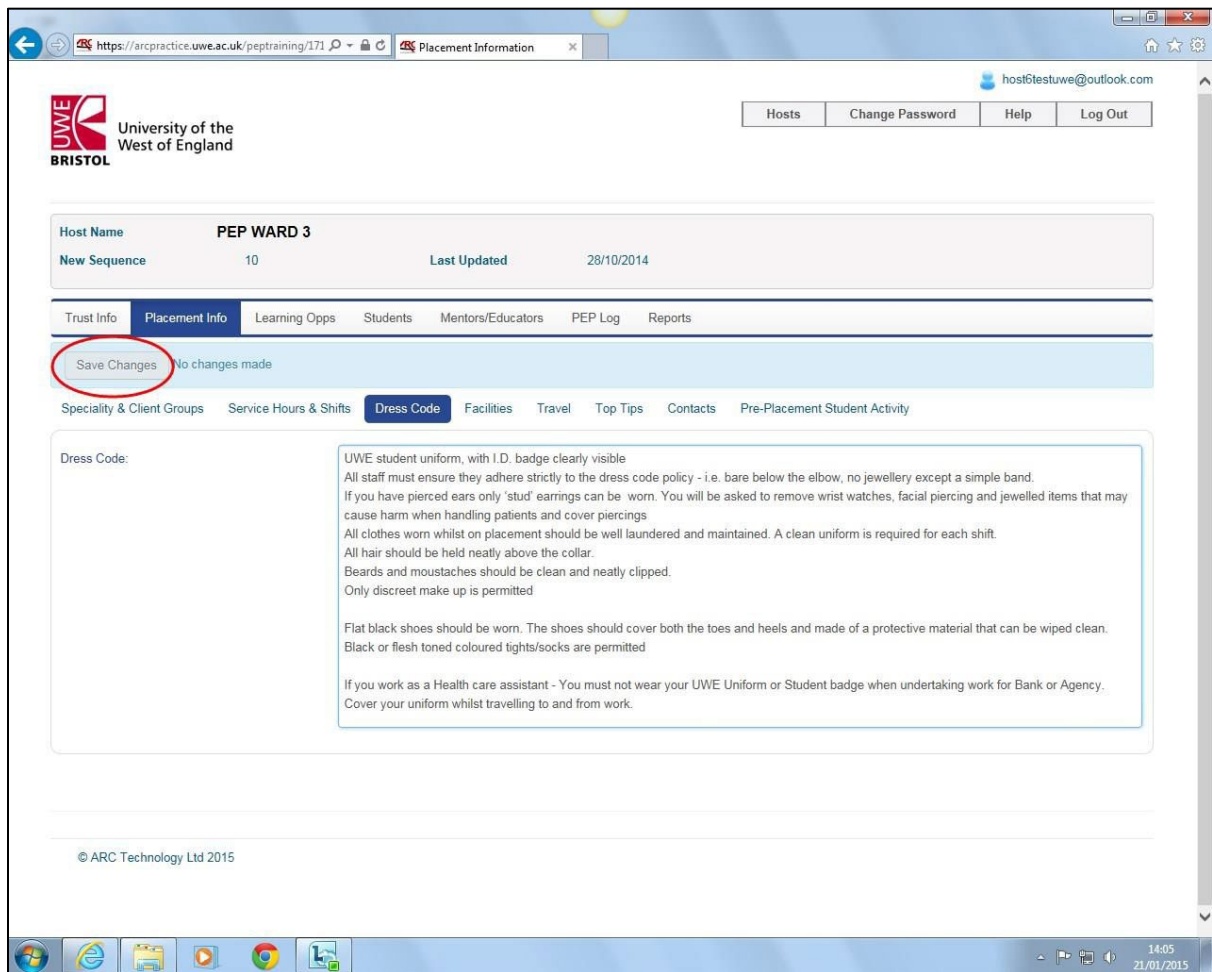 https://arcpractice.uwe.ac.uk/peptraining/171
Placement Information
host6testuwe@outlook.com
Hosts Change Password Help Log Out
UWE
BRISTOL
University of the
West of England
Host Name PEP WARD 3
New Sequence 10 Last Updated 28/10/2014
Trust Info Placement Info Learning Opps Students Mentors/Educators PEP Log Reports
Save Changes No changes made
Speciality & Client Groups Service Hours & Shifts Dress Code Facilities Travel Top Tips Contacts Pre-Placement Student Activity
Dress Code:
UWE student uniform, with I.D. badge clearly visible
All staff must ensure they adhere strictly to the dress code policy - i.e. bare below the elbow, no jewellery except a simple band.
If you have pierced ears only 'stud' earrings can be worn. You will be asked to remove wrist watches, facial piercing and jewelled items that may
cause harm when handling patients and cover piercings
All clothes worn whilst on placement should be well laundered and maintained. A clean uniform is required for each shift.
All hair should be held neatly above the collar.
Beards and moustaches should be clean and neatly clipped.
Only discreet make up is permitted
Flat black shoes should be worn. The shoes should cover both the toes and heels and made of a protective material that can be wiped clean.
Black or flesh toned coloured tights/socks are permitted
If you work as a Health care assistant - You must not wear your UWE Uniform or Student badge when undertaking work for Bank or Agency.
Cover your uniform whilst travelling to and from work.
© ARC Technology Ltd 2015
14:05
21/01/2015